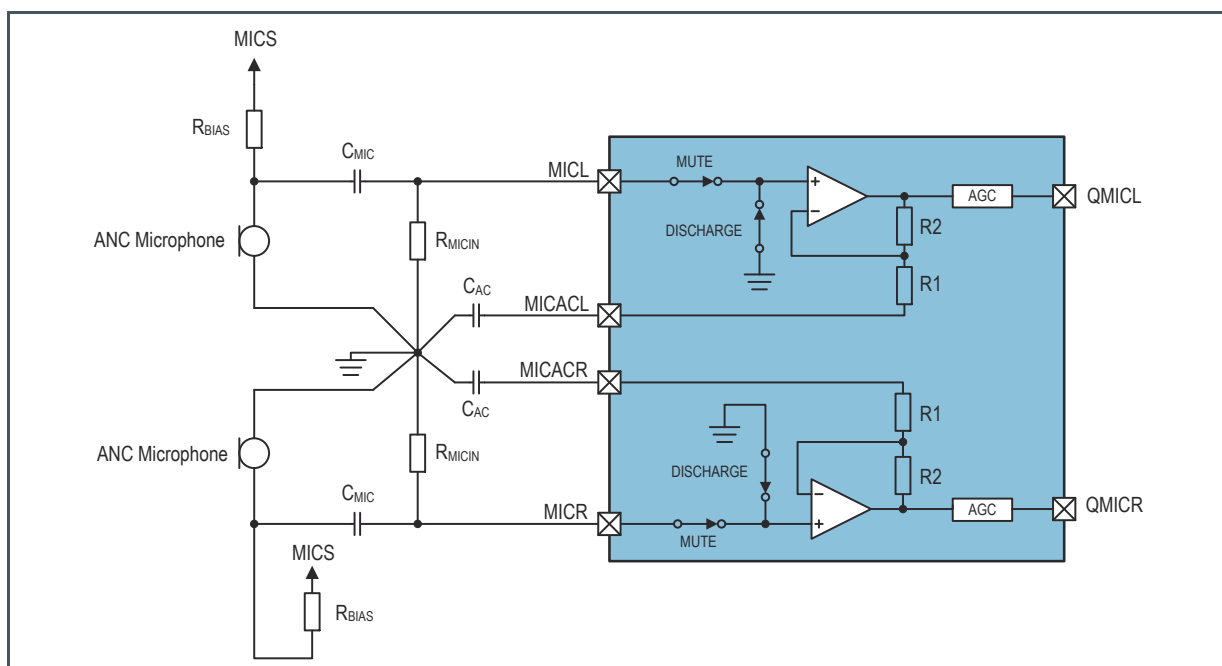 MICS
RBIAS
CMIC
MICL
MUTE
AGC
QMICL
R2
ANC Microphone
DISCHARGE
RMICIN
R1
CAC
MICACL
MICACR
CAC
R1
ANC Microphone
RMICIN
DISCHARGE
R2
CMIC
MICR
AGC
QMICR
MUTE
MICS
RBIAS